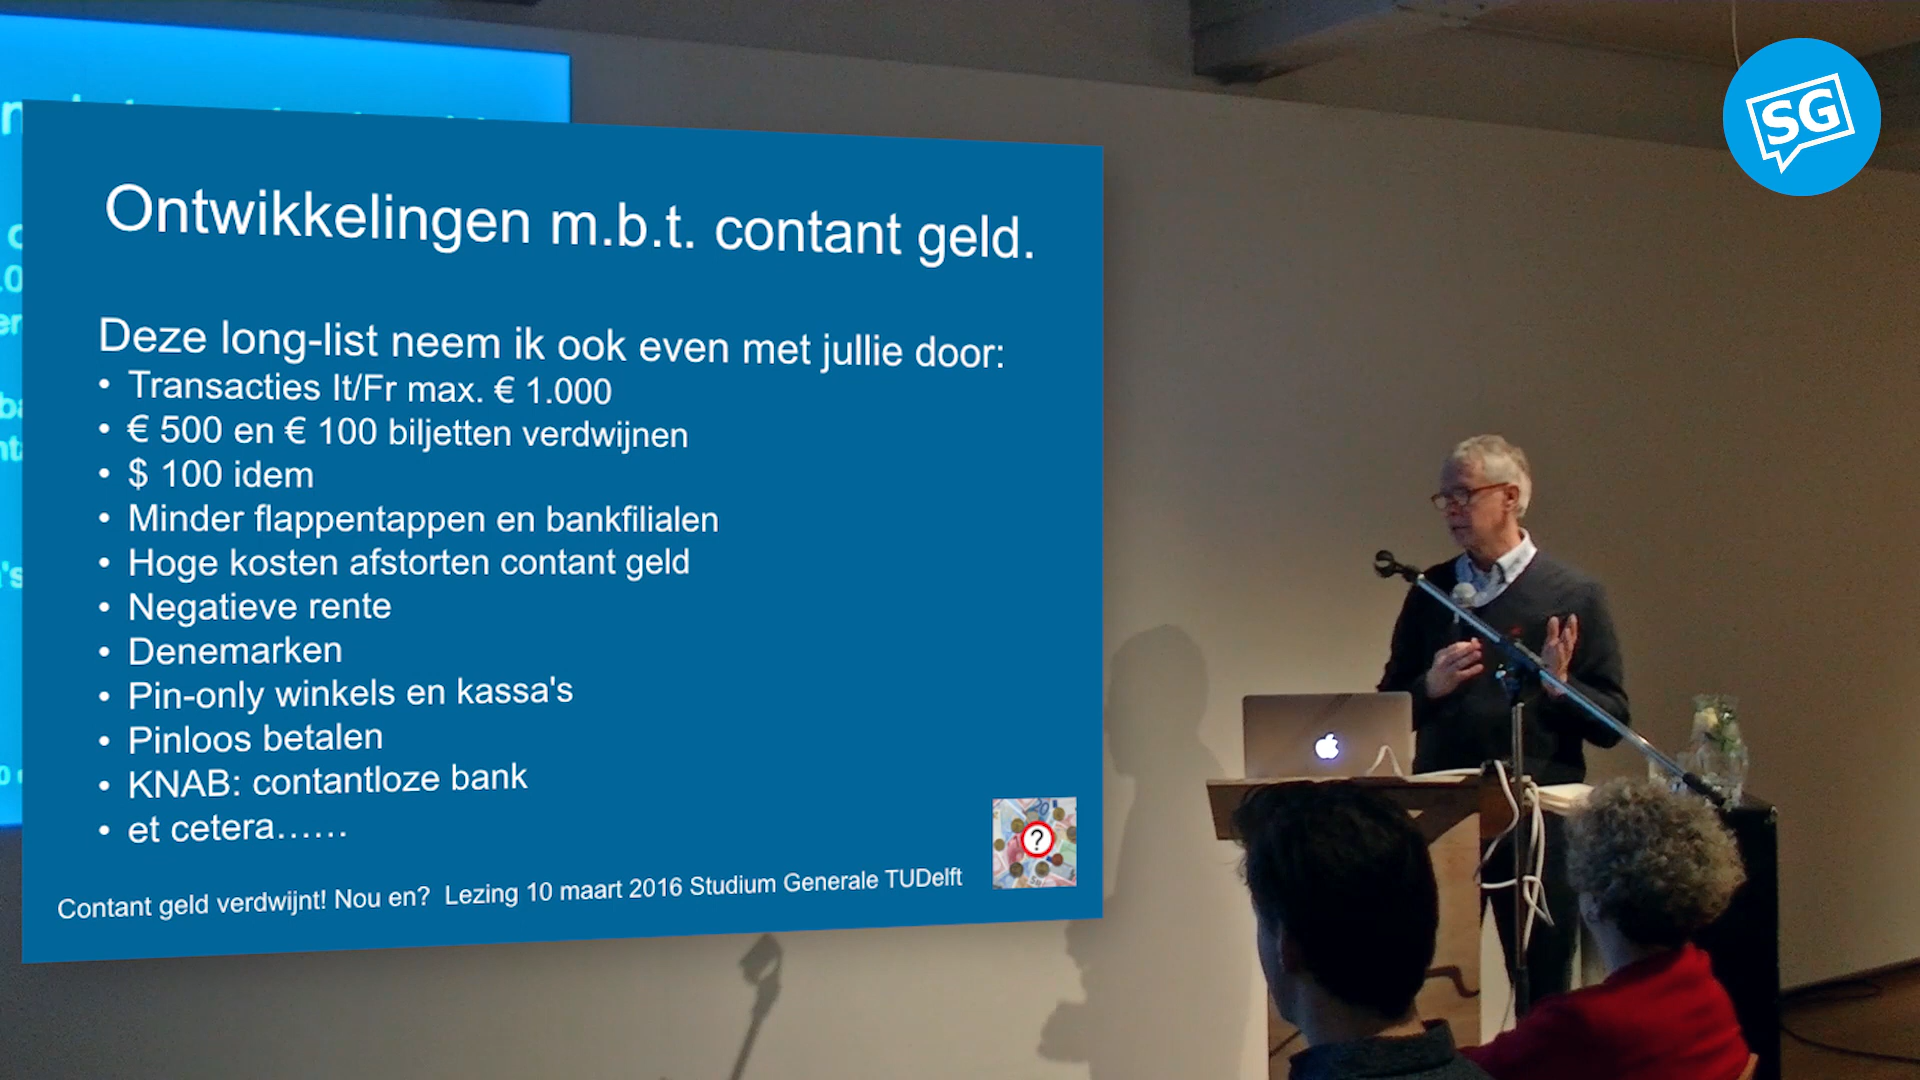 SG
Ontwikkelingen m.b.t. contant geld.
Deze long-list neem ik ook even met jullie door:
• Transacties It/Fr max. € 1.000
• € 500 en € 100 biljetten verdwijnen
• $ 100 idem
• Minder flappentappen en bankfilialen
• Hoge kosten afstorten contant geld
• Negatieve rente
• Denemarken
• Pin-only winkels en kassa's
• Pinloos betalen
• KNAB: contantloze bank
• et cetera......
?
Contant geld verdwijnt! Nou en? Lezing 10 maart 2016 Studium Generale TUDelft